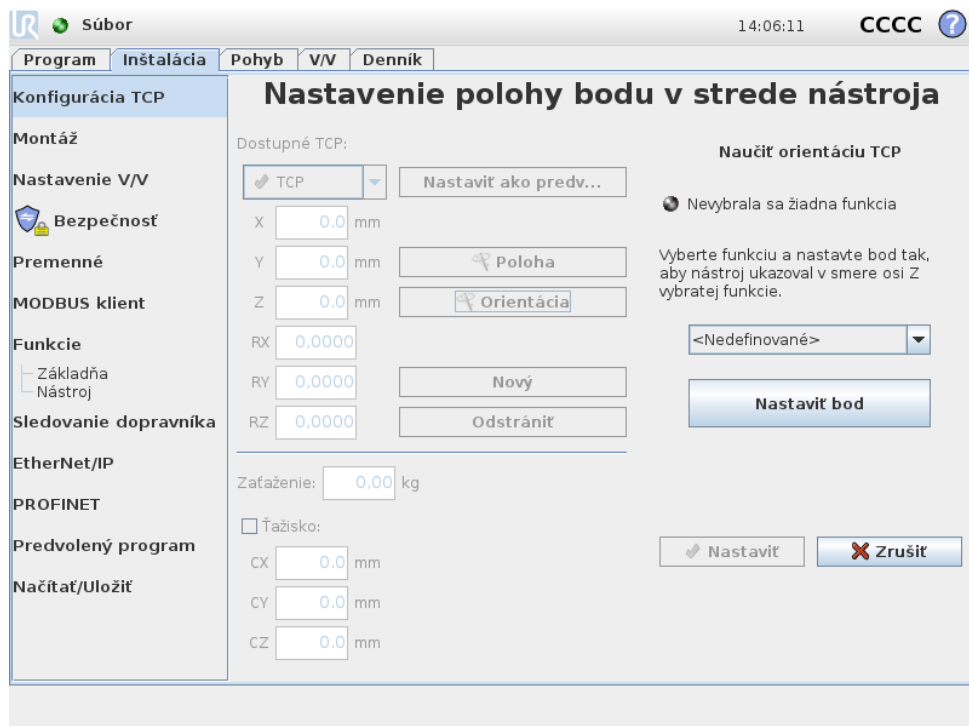 UR Súbor 14:06:11 CCCC ?
Program Inštalácia Pohyb V/V Denník
Konfigurácia TCP
Montáž
Nastavenie V/V
Bezpečnosť
Premenné
MODBUS klient
Funkcie
Základňa
Nástroj
Sledovanie dopravníka
EtherNet/IP
PROFINET
Predvolený program
Načítať/Uložiť
Nastavenie polohy bodu v strede nástroja
Dostupné TCP:
TCP Nastaviť ako predv...
X 0.0 mm
Y 0.0 mm Poloha
Z 0.0 mm Orientácia
RX 0,0000
RY 0,0000 Nový
RZ 0,0000 Odstrániť
Zaťaženie: 0,00 kg
Ťažisko:
CX 0.0 mm
CY 0.0 mm
CZ 0.0 mm
Naučiť orientáciu TCP
Nevybrala sa žiadna funkcia
Vyberte funkciu a nastavte bod tak,
aby nástroj ukazoval v smere osi Z
vybratej funkcie.
<Nedefinované>
Nastaviť bod
Nastaviť Zrušiť